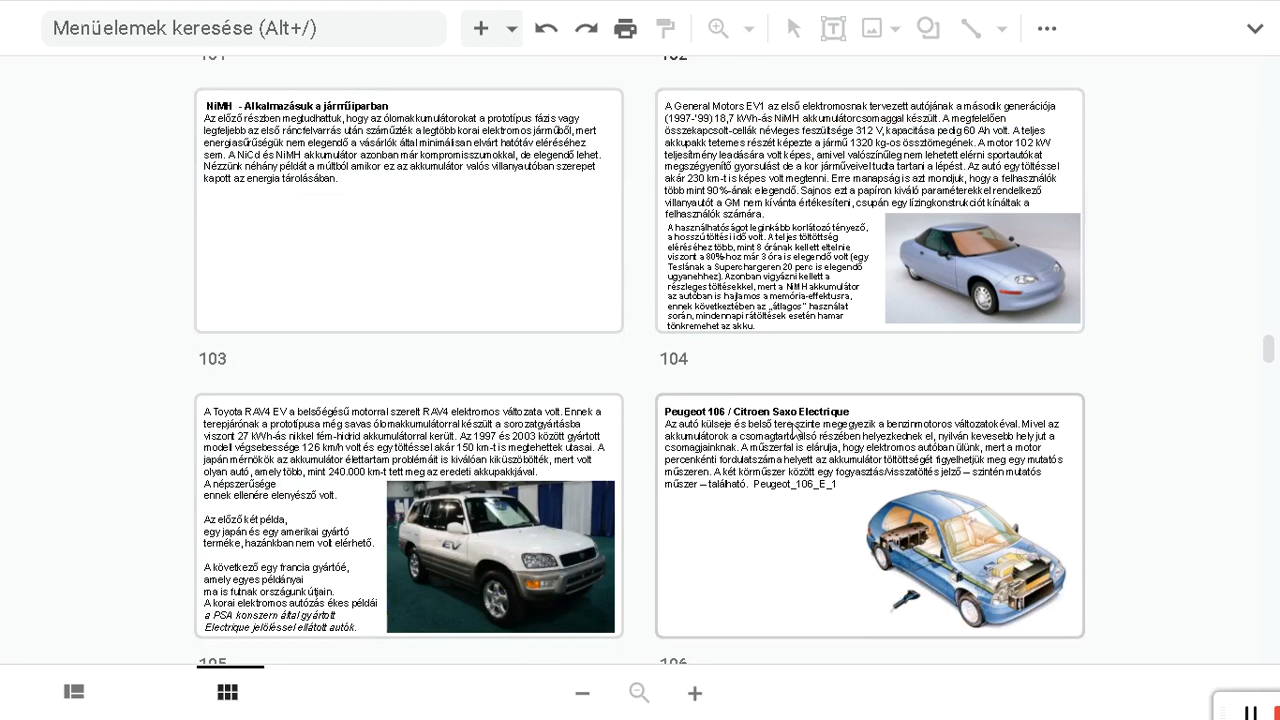 Menüelemek keresése (Alt+/)
101
102
NiMH - Alkalmazásuk a járműiparban
Az előző részben megtudhattuk, hogy az ólomakkumulátorokat a prototípus fázis vagy
legfeljebb az első ráncfelvarrás után száműzték a legtöbb korai elektromos járműből, mert
energiasűrűségük nem elegendő a vásárlók által minimálisan elvárt hatótáv eléréséhez
sem. A NiCd és NiMH akkumulátor azonban már kompromisszumokkal, de elegendő lehet.
Nézzünk néhány példát a múltból amikor ez az akkumulátor valós villanyautóban szerepet
kapott az energia tárolásában.
103
A General Motors EV1 az első elektromosnak tervezett autójának a második generációja
(1997-'99) 18,7 kWh-ás NiMH akkumulátorcsomaggal készült. A megfelelően
összekapcsolt-cellák névleges feszültsége 312 V, kapacitása pedig 60 Ah volt. A teljes
akkupakk tetemes részét képezte a jármű 1320 kg-os össztömegének. A motor 102 kW
teljesítmény leadására volt képes, amivel valószínűleg nem lehetett elérni sportautókat
megszégyenítő gyorsulást de a kor járműveivel tudta tartani a lépést. Az autó egy töltéssel
akár 230 km-t is képes volt megtenni. Erre manapság is azt mondjuk, hogy a felhasználók
több mint 90%-ának elegendő. Sajnos ezt a papíron kiváló paraméterekkel rendelkező
villanyautót a GM nem kívánta értékesíteni, csupán egy lízingkonstrukciót kínáltak a
felhasználók számára.
A használhatóságot leginkább korlátozó tényező,
a hosszú töltési idő volt. A teljes töltöttség
eléréséhez több, mint 8 órának kellett eltelnie
viszont a 80%-hoz már 3 óra is elegendő volt (egy
Teslának a Superchargeren 20 perc is elegendő
ugyanehhez). Azonban vigyázni kellett a
részleges töltésekkel, mert a NiMH akkumulátor
az autóban is hajlamos a memória-effektusra,
ennek következtében az „átlagos” használat
során, mindennapi rátöltések esetén hamar
tönkremehet az akku.
104
A Toyota RAV4 EV a belsőégésű motorral szerelt RAV4 elektromos változata volt. Ennek a
terepjárónak a prototípusa még savas ólomakkumulátorral készült a sorozatgyártásba
viszont 27 kWh-ás nikkel fém-hidrid akkumulátorral került. Az 1997 és 2003 között gyártott
modell végsebessége 126 km/h volt és egy töltéssel akár 150 km-t is megtehettek utasai. A
japán mérnökök az akkumulátor élettartam problémáit is kiválóan kiküszöbölték, mert volt
olyan autó, amely több, mint 240.000 km-t tett meg az eredeti akkupakkjával.
A népszerűsége
ennek ellenére elenyésző volt.
Az előző két példa,
egy japán és egy amerikai gyártó
terméke, hazánkban nem volt elérhető.
A következő egy francia gyártóé,
amely egyes példányai
ma is futnak országunk útjain.
A korai elektromos autózás ékes példái
a PSA konszern által gyártott
Electrique jelöléssel ellátott autók.
EV
105
Peugeot 106 / Citroen Saxo Electrique
Az autó külseje és belső tere szinte megegyezik a benzinmotoros változatokéval. Mivel az
akkumulátorok a csomagtartó alsó részében helyezkednek el, nyilván kevesebb hely jut a
csomagjainknak. A műszerfal is elárulja, hogy elektromos autóban ülünk, mert a motor
percenkénti fordulatszáma helyett az akkumulátor töltöttségét figyelhetjük meg egy mutatós
műszeren. A két körműszer között egy fogyasztás/visszatöltés jelző – szintén mutatós
műszer – található. Peugeot_106_E_1
106